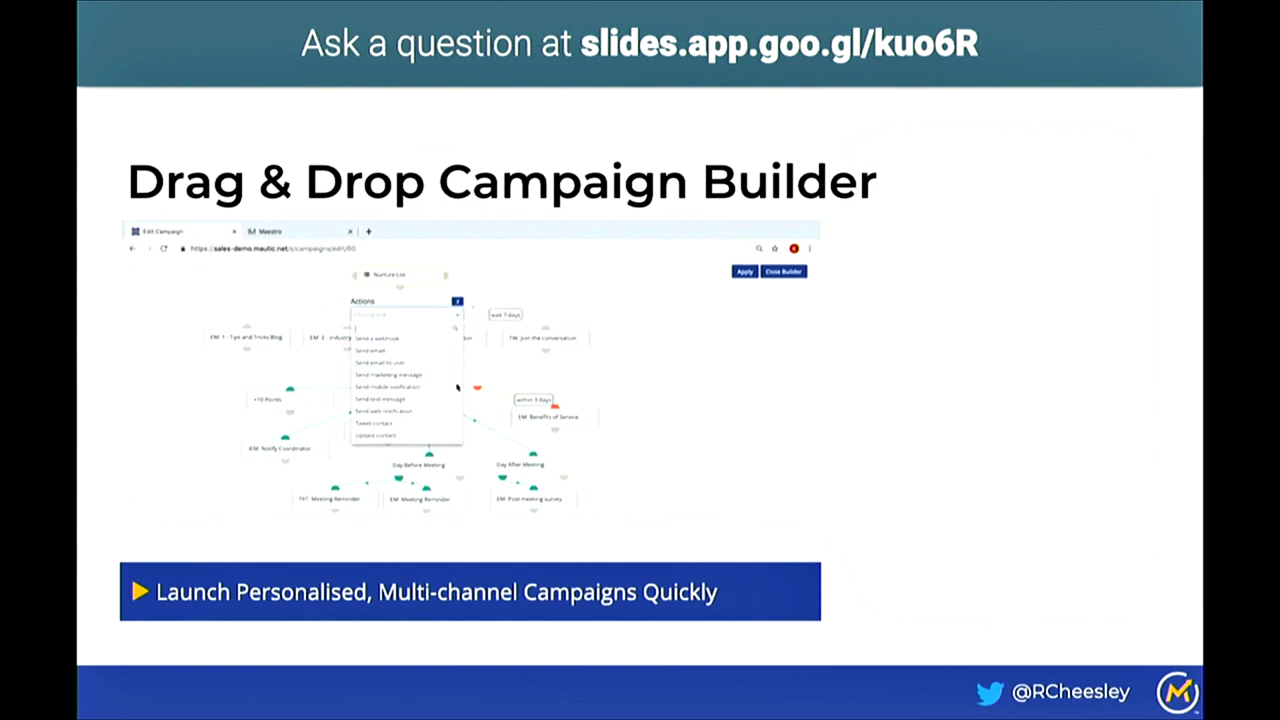 Ask a question at slides.app.goo.gl/kuo6R
Drag & Drop Campaign Builder
Edit Campaign
Maestro
https://sales-demo.mautic.net/s/campaigns/edit/60
Apply
Close Builder
Nurture List
Actions
Choose one...
wait 7 days
EM: 1 - Tips and Tricks Blog
EM: 2 - Industry
TW: Join the conversation
Send a webhook
Send email
Send email to user
Send marketing message
Send mobile notification
Send text message
Send web notification
Tweet contact
Update contact
+10 Points
within 3 days
EM: Benefits of Service
IEM: Notify Coordinator
Day Before Meeting
Day After Meeting
TXT: Meeting Reminder
EM: Meeting Reminder
EM: Post meeting survey
Launch Personalised, Multi-channel Campaigns Quickly
@RCheesley